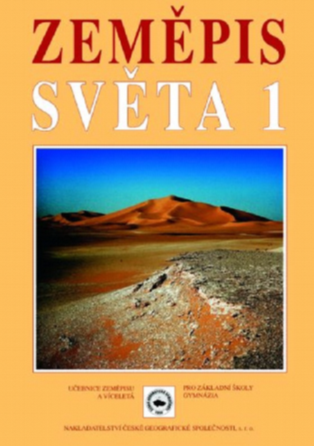 ZEMĚPIS
SVĚTA 1
UČEBNICE ZEMĚPISU
A VÍCELETÁ
PRO ZÁKLADNÍ ŠKOLY
GYMNÁZIA
NAKLADATELSTVÍ ČESKÉ GEOGRAFICKÉ SPOLEČNOSTI, s. r. o.